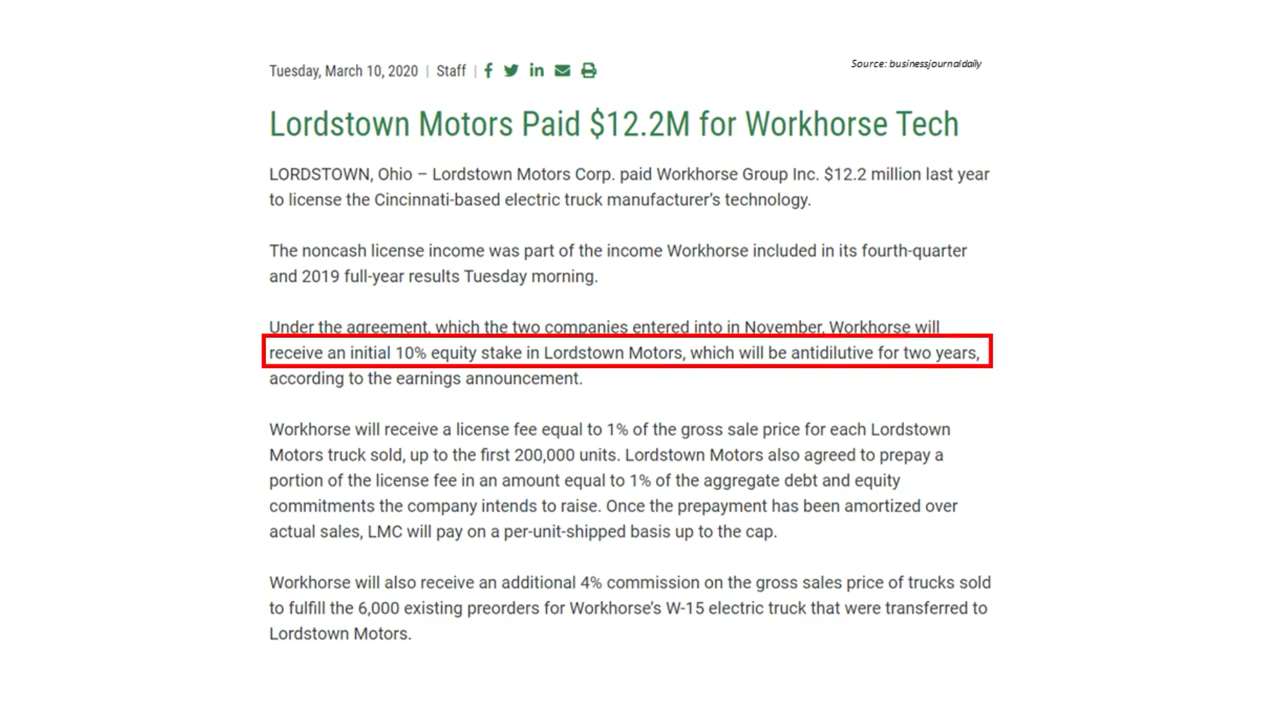 Tuesday, March 10, 2020 | Staff |
Source: businessjournaldaily
Lordstown Motors Paid $12.2M for Workhorse Tech
LORDSTOWN, Ohio – Lordstown Motors Corp. paid Workhorse Group Inc. $12.2 million last year
to license the Cincinnati-based electric truck manufacturer’s technology.
The noncash license income was part of the income Workhorse included in its fourth-quarter
and 2019 full-year results Tuesday morning.
Under the agreement, which the two companies entered into in November, Workhorse will
receive an initial 10% equity stake in Lordstown Motors, which will be antidilutive for two years,
according to the earnings announcement.
Workhorse will receive a license fee equal to 1% of the gross sale price for each Lordstown
Motors truck sold, up to the first 200,000 units. Lordstown Motors also agreed to prepay a
portion of the license fee in an amount equal to 1% of the aggregate debt and equity
commitments the company intends to raise. Once the prepayment has been amortized over
actual sales, LMC will pay on a per-unit-shipped basis up to the cap.
Workhorse will also receive an additional 4% commission on the gross sales price of trucks sold
to fulfill the 6,000 existing preorders for Workhorse’s W-15 electric truck that were transferred to
Lordstown Motors.